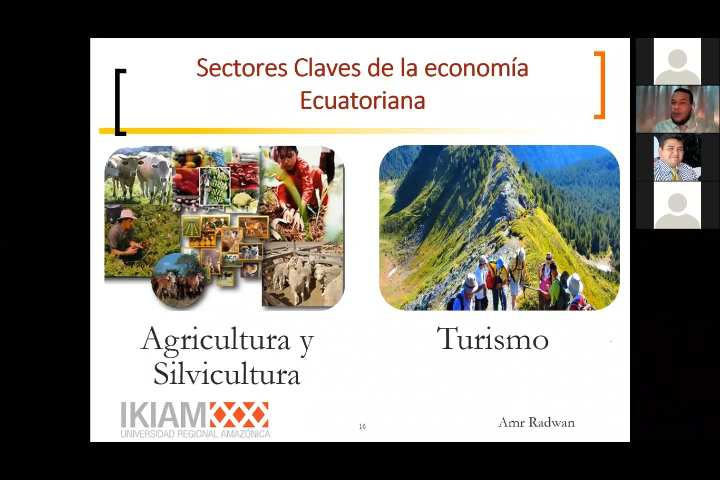 Sectores Claves de la economía
Ecuatoriana
Agricultura y
Silvicultura
Turismo
IKIAM
UNIVERSIDAD REGIONAL AMAZÓNICA
16
Amr Radwan